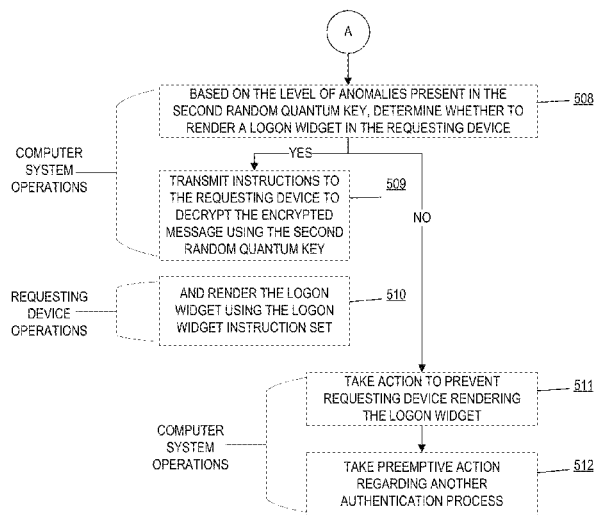 A
BASED ON THE LEVEL OF ANOMALIES PRESENT IN THE
SECOND RANDOM QUANTUM KEY, DETERMINE WHETHER TO
RENDER A LOGON WIDGET IN THE REQUESTING DEVICE
508
COMPUTER
SYSTEM
OPERATIONS
YES
TRANSMIT INSTRUCTIONS TO
THE REQUESTING DEVICE TO
DECRYPT THE ENCRYPTED
MESSAGE USING THE SECOND
RANDOM QUANTUM KEY
509
NO
REQUESTING
DEVICE
OPERATIONS
AND RENDER THE LOGON
WIDGET USING THE LOGON
WIDGET INSTRUCTION SET
510
TAKE ACTION TO PREVENT
REQUESTING DEVICE RENDERING
THE LOGON WIDGET
511
COMPUTER
SYSTEM
OPERATIONS
TAKE PREEMPTIVE ACTION
REGARDING ANOTHER
AUTHENTICATION PROCESS
512